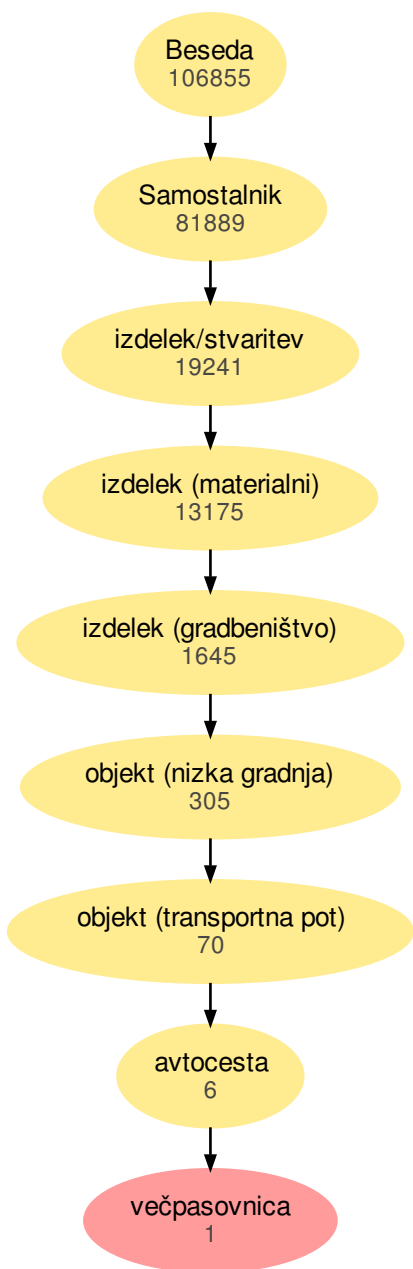 Beseda
106855
Samostalnik
81889
izdelek/stvaritev
19241
izdelek (materialni)
13175
izdelek (gradbeništvo)
1645
objekt (nizka gradnja)
305
objekt (transportna pot)
70
avtocesta
6
večpasovnica
1